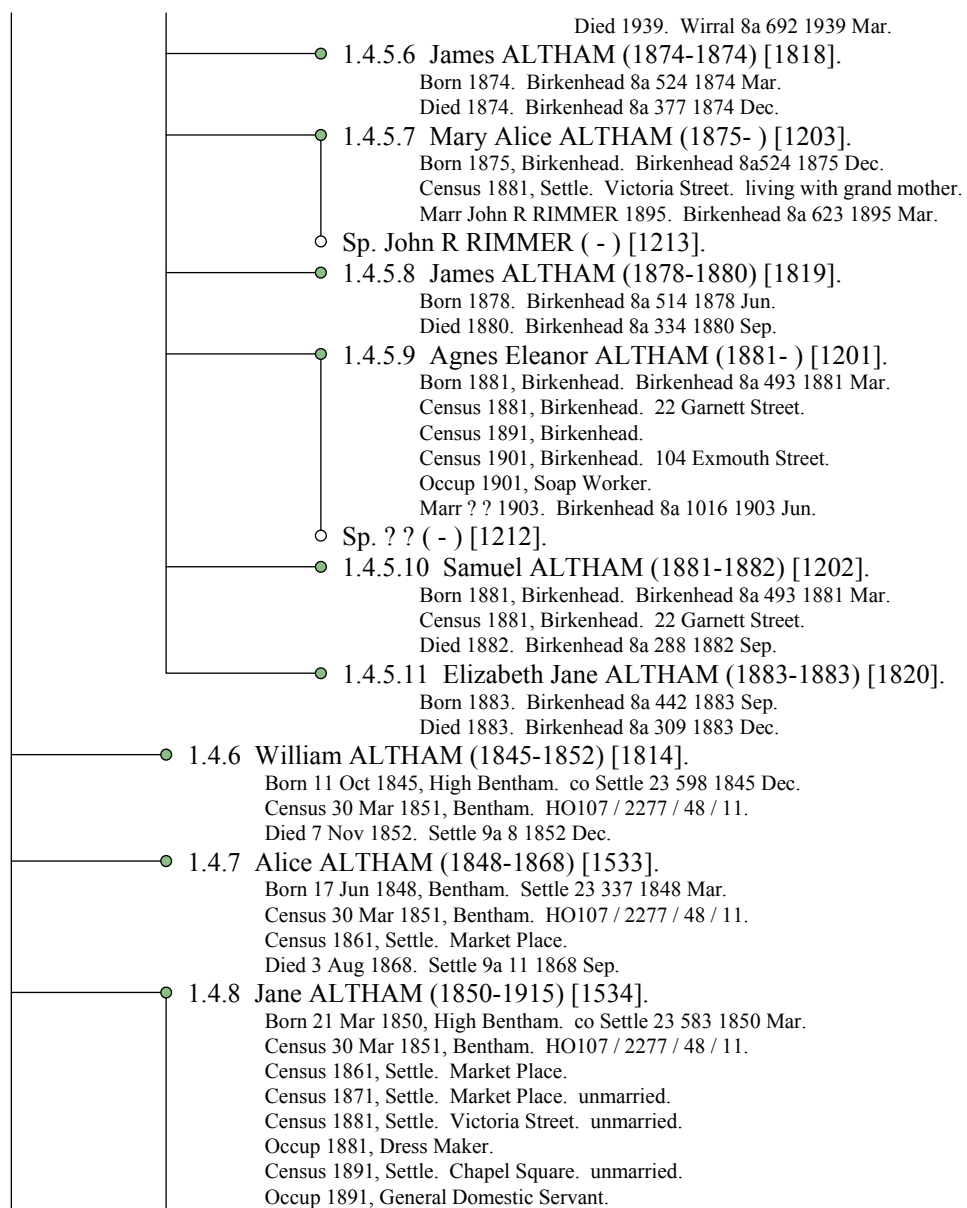 Died 1939. Wirral 8a 692 1939 Mar.
1.4.5.6 James ALTHAM (1874-1874) [1818].
Born 1874. Birkenhead 8a 524 1874 Mar.
Died 1874. Birkenhead 8a 377 1874 Dec.
1.4.5.7 Mary Alice ALTHAM (1875- ) [1203].
Born 1875, Birkenhead. Birkenhead 8a524 1875 Dec.
Census 1881, Settle. Victoria Street. living with grand mother.
Marr John R RIMMER 1895. Birkenhead 8a 623 1895 Mar.
Sp. John R RIMMER ( - ) [1213].
1.4.5.8 James ALTHAM (1878-1880) [1819].
Born 1878. Birkenhead 8a 514 1878 Jun.
Died 1880. Birkenhead 8a 334 1880 Sep.
1.4.5.9 Agnes Eleanor ALTHAM (1881- ) [1201].
Born 1881, Birkenhead. Birkenhead 8a 493 1881 Mar.
Census 1881, Birkenhead. 22 Garnett Street.
Census 1891, Birkenhead.
Census 1901, Birkenhead. 104 Exmouth Street.
Occup 1901, Soap Worker.
Marr ? ? 1903. Birkenhead 8a 1016 1903 Jun.
Sp. ? ? ( - ) [1212].
1.4.5.10 Samuel ALTHAM (1881-1882) [1202].
Born 1881, Birkenhead. Birkenhead 8a 493 1881 Mar.
Census 1881, Birkenhead. 22 Garnett Street.
Died 1882. Birkenhead 8a 288 1882 Sep.
1.4.5.11 Elizabeth Jane ALTHAM (1883-1883) [1820].
Born 1883. Birkenhead 8a 442 1883 Sep.
Died 1883. Birkenhead 8a 309 1883 Dec.
1.4.6 William ALTHAM (1845-1852) [1814].
Born 11 Oct 1845, High Bentham. co Settle 23 598 1845 Dec.
Census 30 Mar 1851, Bentham. HO107 / 2277 / 48 / 11.
Died 7 Nov 1852. Settle 9a 8 1852 Dec.
1.4.7 Alice ALTHAM (1848-1868) [1533].
Born 17 Jun 1848, Bentham. Settle 23 337 1848 Mar.
Census 30 Mar 1851, Bentham. HO107 / 2277 / 48 / 11.
Census 1861, Settle. Market Place.
Died 3 Aug 1868. Settle 9a 11 1868 Sep.
1.4.8 Jane ALTHAM (1850-1915) [1534].
Born 21 Mar 1850, High Bentham. co Settle 23 583 1850 Mar.
Census 30 Mar 1851, Bentham. HO107 / 2277 / 48 / 11.
Census 1861, Settle. Market Place.
Census 1871, Settle. Market Place. unmarried.
Census 1881, Settle. Victoria Street. unmarried.
Occup 1881, Dress Maker.
Census 1891, Settle. Chapel Square. unmarried.
Occup 1891, General Domestic Servant.